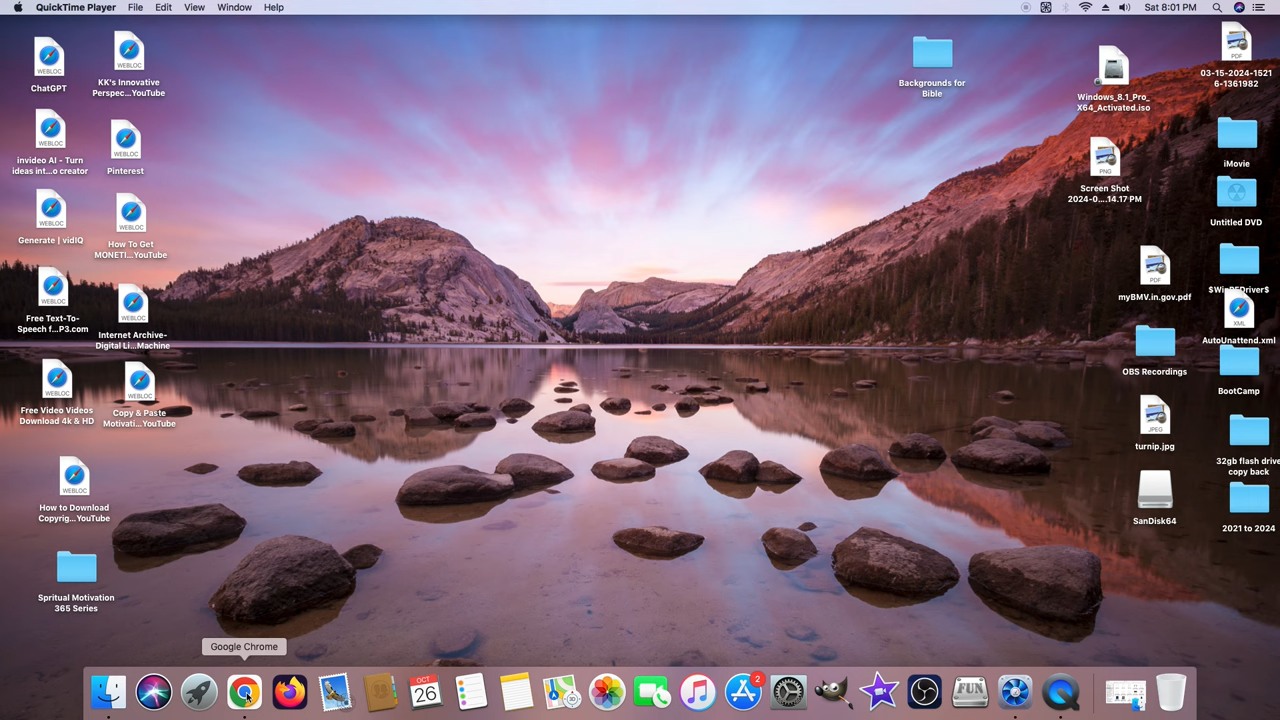 QuickTime Player File Edit View Window Help
Sat 8:01 PM
WEBLOC
ChatGPT
WEBLOC
KK's Innovative
Perspec...YouTube
WEBLOC
invideo AI - Turn
ideas int...o creator
WEBLOC
Pinterest
WEBLOC
Generate | vidIQ
WEBLOC
How To Get
MONETI...YouTube
WEBLOC
Free Text-To-
Speech f...P3.com
WEBLOC
Internet Archive-
Digital Li...Machine
WEBLOC
Free Video Videos
Download 4k & HD
WEBLOC
Copy & Paste
Motivati...YouTube
WEBLOC
How to Download
Copyrig...YouTube
Spritual Motivation
365 Series
Backgrounds for
Bible
Windows_8.1_Pro_
X64_Activated.iso
PDF
03-15-2024-1521
6-1361982
PNG
Screen Shot
2024-0....14.17 PM
iMovie
Untitled DVD
PDF
myBMV.in.gov.pdf
$WinPEDriver$
XML
AutoUnattend.xml
OBS Recordings
BootCamp
JPEG
turnip.jpg
32gb flash drive
copy back
SanDisk64
2021 to 2024
Google Chrome
OCT
26
3D
2
FUN